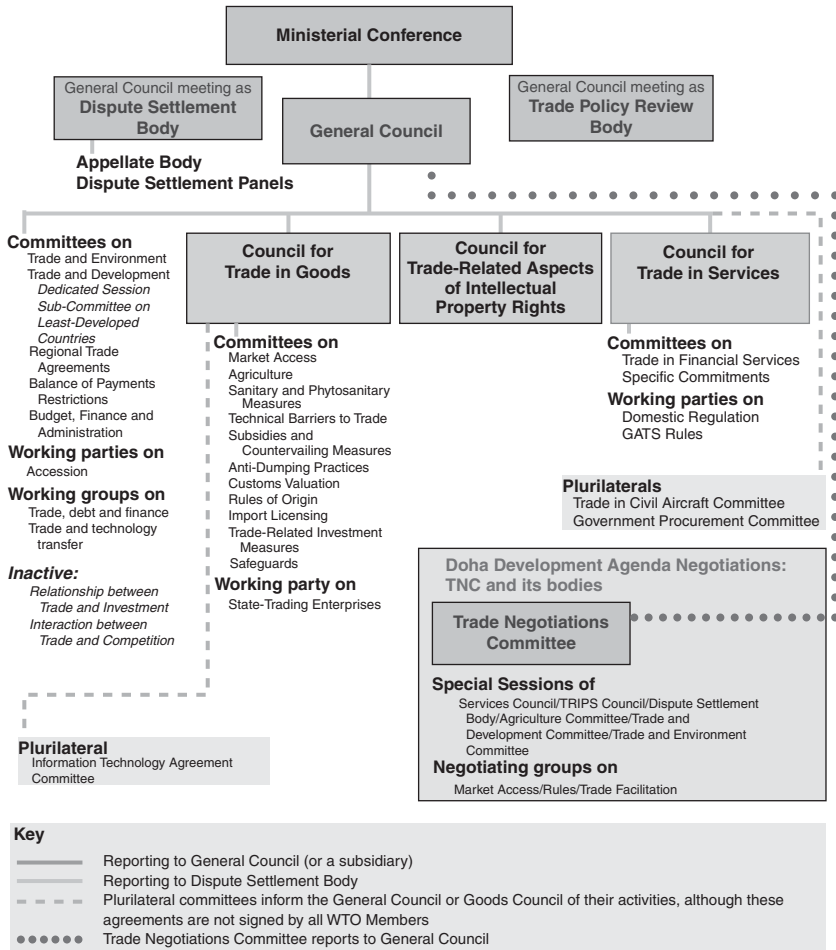 Ministerial Conference
General Council meeting as
Dispute Settlement
Body
General Council
General Council meeting as
Trade Policy Review
Body
Appellate Body
Dispute Settlement Panels
Committees on
Trade and Environment
Trade and Development
Dedicated Session
Sub-Committee on
Least-Developed
Countries
Regional Trade
Agreements
Balance of Payments
Restrictions
Budget, Finance and
Administration
Working parties on
Accession
Working groups on
Trade, debt and finance
Trade and technology
transfer
Inactive:
Relationship between
Trade and Investment
Interaction between
Trade and Competition
Plurilateral
Information Technology Agreement
Committee
Council for
Trade in Goods
Committees on
Market Access
Agriculture
Sanitary and Phytosanitary
Measures
Technical Barriers to Trade
Subsidies and
Countervailing Measures
Anti-Dumping Practices
Customs Valuation
Rules of Origin
Import Licensing
Trade-Related Investment
Measures
Safeguards
Working party on
State-Trading Enterprises
Council for
Trade-Related Aspects
of Intellectual
Property Rights
Council for
Trade in Services
Committees on
Trade in Financial Services
Specific Commitments
Working parties on
Domestic Regulation
GATS Rules
Plurilaterals
Trade in Civil Aircraft Committee
Government Procurement Committee
Doha Development Agenda Negotiations:
TNC and its bodies
Trade Negotiations
Committee
Special Sessions of
Services Council/TRIPS Council/Dispute Settlement
Body/Agriculture Committee/Trade and
Development Committee/Trade and Environment
Committee
Negotiating groups on
Market Access/Rules/Trade Facilitation
Key
Reporting to General Council (or a subsidiary)
Reporting to Dispute Settlement Body
Plurilateral committees inform the General Council or Goods Council of their activities, although these
agreements are not signed by all WTO Members
Trade Negotiations Committee reports to General Council